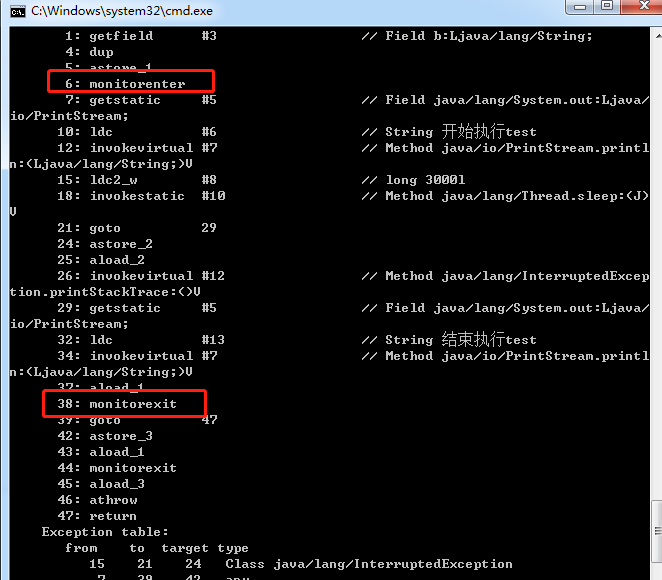 C:\Windows\system32\cmd.exe
1: getfield #3 // Field b:Ljava/lang/String;
4: dup
5: astore_1
6: monitorenter
7: getstatic #5 // Field java/lang/System.out:Ljava/
io/PrintStream;
10: ldc #6 // String 开始执行test
12: invokevirtual #7 // Method java/io/PrintStream.printl
n:(Ljava/lang/String;)V
15: ldc2_w #8 // long 3000l
18: invokestatic #10 // Method java/lang/Thread.sleep:(J)
V
21: goto 29
24: astore_2
25: aload_2
26: invokevirtual #12 // Method java/lang/InterruptedExcep
tion.printStackTrace:()V
29: getstatic #5 // Field java/lang/System.out:Ljava/
io/PrintStream;
32: ldc #13 // String 结束执行test
34: invokevirtual #7 // Method java/io/PrintStream.printl
n:(Ljava/lang/String;)V
37: aload_1
38: monitorexit
39: goto 47
42: astore_3
43: aload_1
44: monitorexit
45: aload_3
46: athrow
47: return
Exception table:
from to target type
15 21 24 Class java/lang/InterruptedException
7 39 42 any